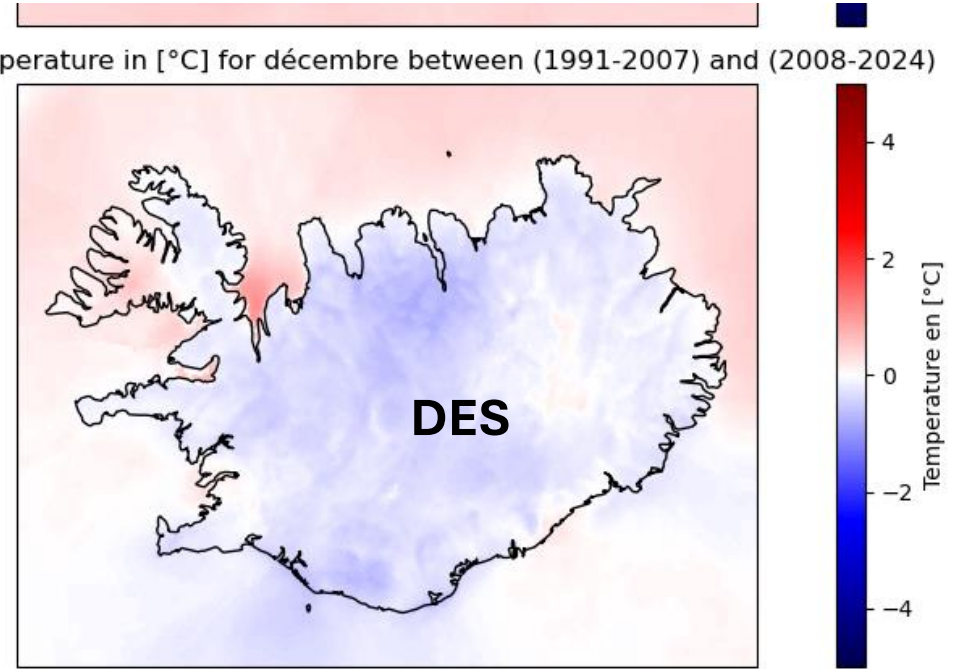 perature in [°C] for décembre between (1991-2007) and (2008-2024)
4
2
0
−2
−4
Temperature en [°C]
DES